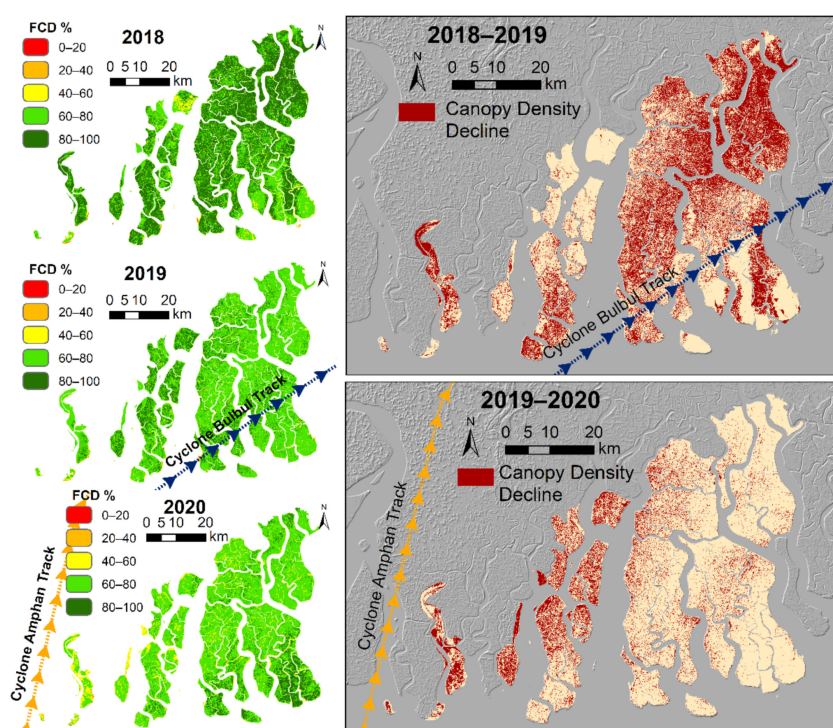 FCD %
0–20
20–40
40–60
60–80
80–100
2018
0 5 10 20
km
N
FCD %
0–20
20–40
40–60
60–80
80–100
2019
0 5 10 20
km
N
Cyclone Bulbul Track
FCD %
0–20
20–40
40–60
60–80
80–100
2020
0 5 10 20
km
N
Cyclone Amphan Track
2018–2019
N
0 5 10 20
km
Canopy Density
Decline
Cyclone Bulbul Track
2019–2020
N
0 5 10 20
km
Canopy Density
Decline
Cyclone Amphan Track